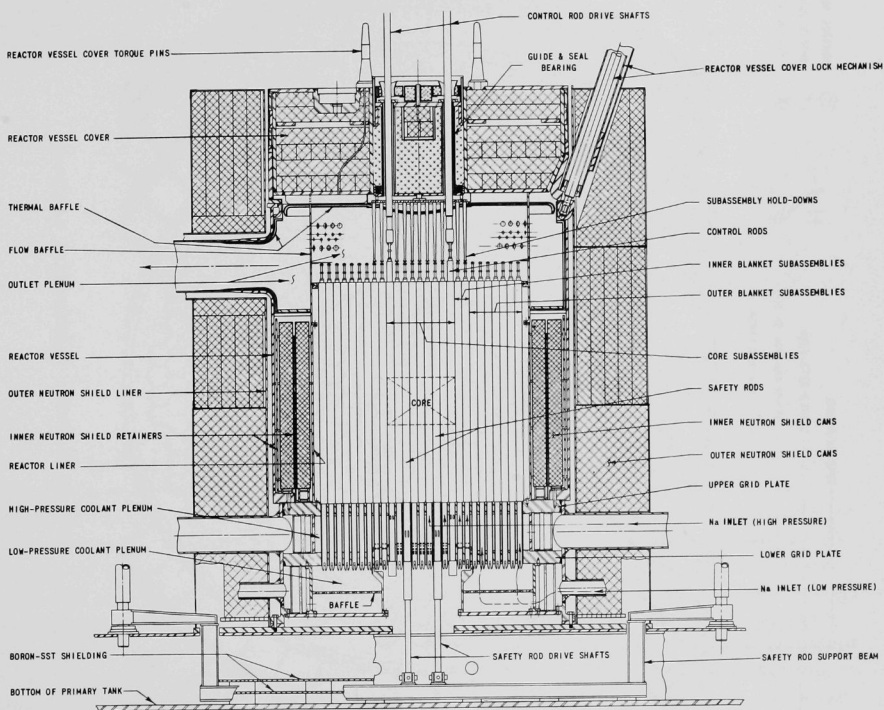 CONTROL ROD DRIVE SHAFTS
REACTOR VESSEL COVER TORQUE PINS
GUIDE & SEAL
BEARING
REACTOR VESSEL COVER LOCK MECHANISM
REACTOR VESSEL COVER
THERMAL BAFFLE
SUBASSEMBLY HOLD-DOWNS
CONTROL RODS
FLOW BAFFLE
INNER BLANKET SUBASSEMBLIES
OUTLET PLENUM
OUTER BLANKET SUBASSEMBLIES
REACTOR VESSEL
CORE SUBASSEMBLIES
OUTER NEUTRON SHIELD LINER
SAFETY RODS
CORE
INNER NEUTRON SHIELD RETAINERS
INNER NEUTRON SHIELD CANS
REACTOR LINER
OUTER NEUTRON SHIELD CANS
UPPER GRID PLATE
HIGH-PRESSURE COOLANT PLENUM
Na INLET (HIGH PRESSURE)
LOW-PRESSURE COOLANT PLENUM
LOWER GRID PLATE
Na INLET (LOW PRESSURE)
BAFFLE
BORON-SST SHIELDING
SAFETY ROD DRIVE SHAFTS
SAFETY ROD SUPPORT BEAM
BOTTOM OF PRIMARY TANK